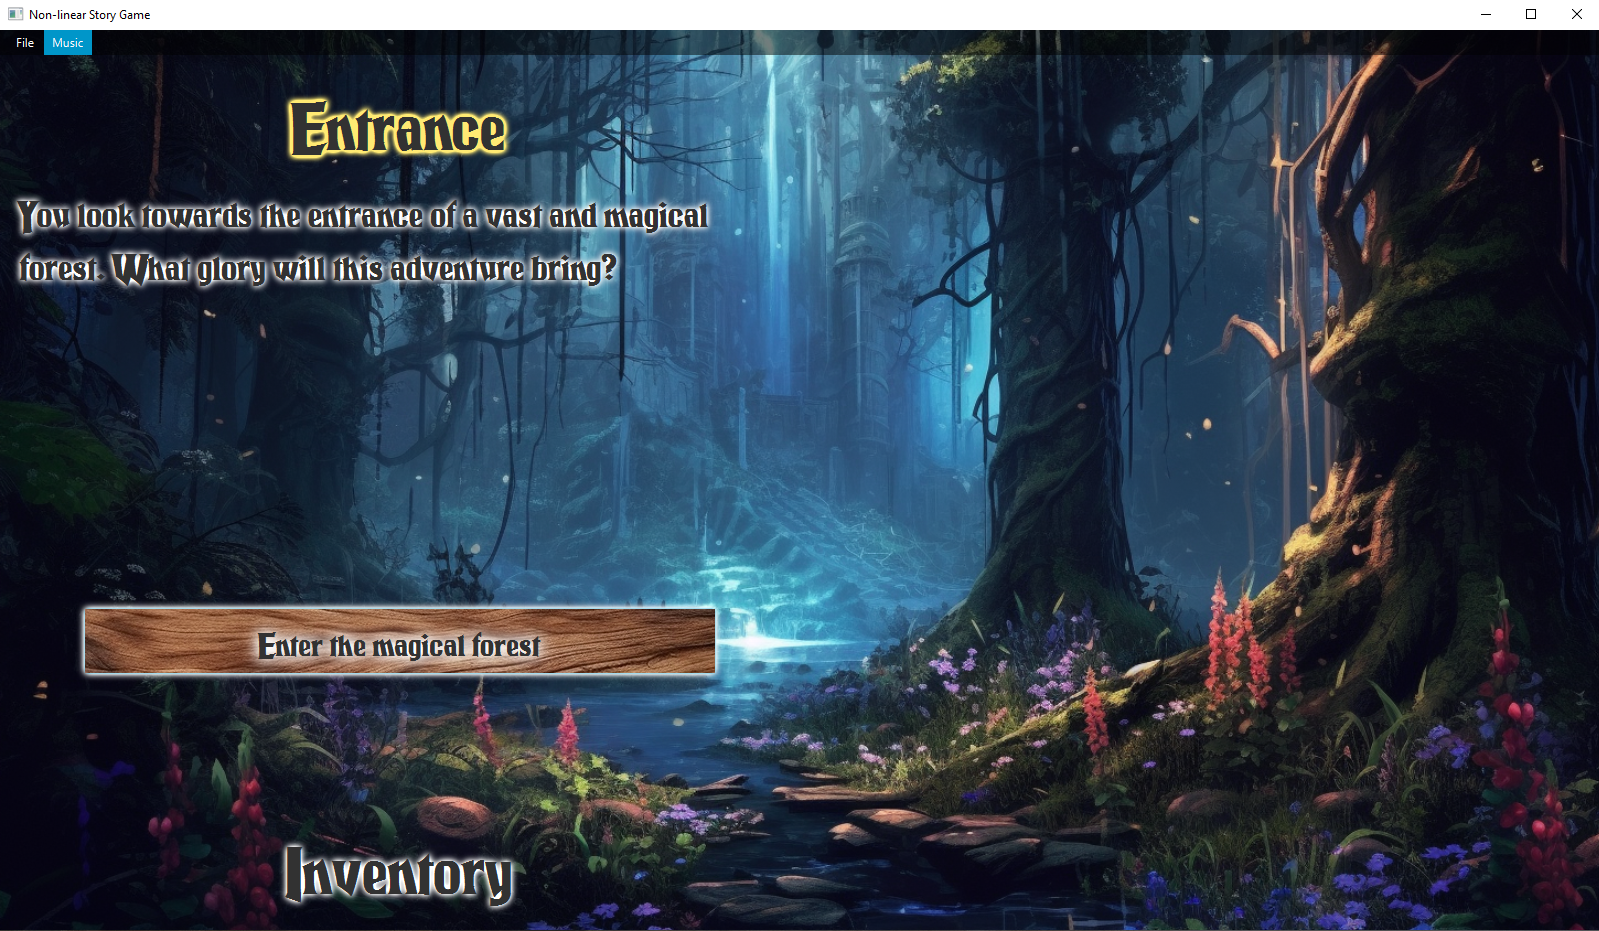 Non-linear Story Game
File Music
Entrance
You look towards the entrance of a vast and magical
forest. What glory will this adventure bring?
Enter the magical forest
Inventory